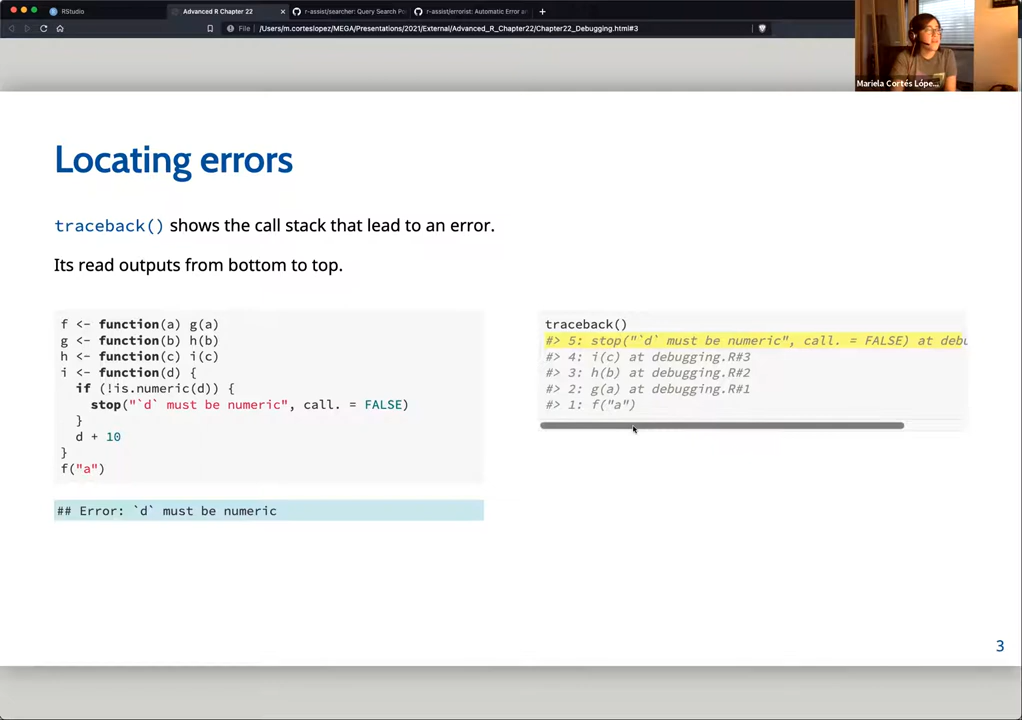 RStudio
Advanced R Chapter 22
r-assist/searcher: Query Search Po
r-assist/errorist: Automatic Error a
File
/Users/m.corteslopez/MEGA/Presentations/2021/External/Advanced_R_Chapter22/Chapter22_Debugging.html#3
Mariela Cortés Lópe...
Locating errors
traceback() shows the call stack that lead to an error.
Its read outputs from bottom to top.
f <- function(a) g(a)
g <- function(b) h(b)
h <- function(c) i(c)
i <- function(d) {
if (!is.numeric(d)) {
stop("`d` must be numeric", call. = FALSE)
}
d + 10
}
f("a")
## Error: `d` must be numeric
traceback()
#> 5: stop("`d` must be numeric", call. = FALSE) at debu
#> 4: i(c) at debugging.R#3
#> 3: h(b) at debugging.R#2
#> 2: g(a) at debugging.R#1
#> 1: f("a")
3